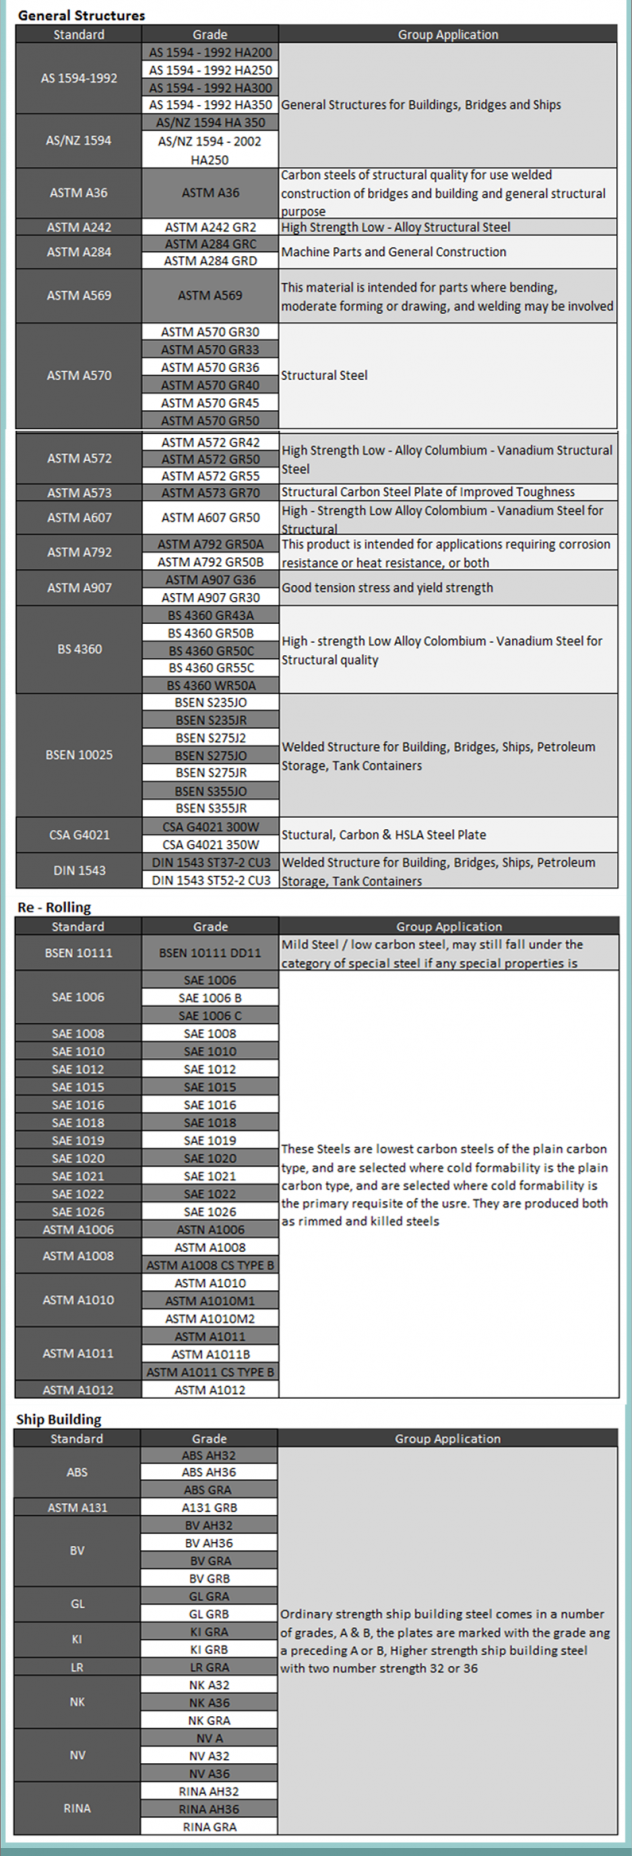 General Structures
Standard Grade Group Application
AS 1594-1992
AS 1594 - 1992 HA200
AS 1594 - 1992 HA250
AS 1594 - 1992 HA300
AS 1594 - 1992 HA350
General Structures for Buildings, Bridges and Ships
AS/NZ 1594
AS/NZ 1594 HA 350
AS/NZ 1594 - 2002
HA250
ASTM A36
ASTM A36
Carbon steels of structural quality for use welded
construction of bridges and building and general structural
purpose
ASTM A242
ASTM A242 GR2
High Strength Low - Alloy Structural Steel
ASTM A284
ASTM A284 GRC
ASTM A284 GRD
Machine Parts and General Construction
ASTM A569
ASTM A569
This material is intended for parts where bending,
moderate forming or drawing, and welding may be involved
ASTM A570
ASTM A570 GR30
ASTM A570 GR33
ASTM A570 GR36
ASTM A570 GR40
ASTM A570 GR45
ASTM A570 GR50
Structural Steel
ASTM A572
ASTM A572 GR42
ASTM A572 GR50
ASTM A572 GR55
High Strength Low - Alloy Columbium - Vanadium Structural
Steel
ASTM A573
ASTM A573 GR70
Structural Carbon Steel Plate of Improved Toughness
ASTM A607
ASTM A607 GR50
High - Strength Low Alloy Colombium - Vanadium Steel for
Structural
ASTM A792
ASTM A792 GR50A
ASTM A792 GR50B
This product is intended for applications requiring corrosion
resistance or heat resistance, or both
ASTM A907
ASTM A907 G36
ASTM A907 GR30
Good tension stress and yield strength
BS 4360
BS 4360 GR43A
BS 4360 GR50B
BS 4360 GR50C
BS 4360 GR55C
BS 4360 WR50A
High - strength Low Alloy Colombium - Vanadium Steel for
Structural quality
BSEN 10025
BSEN S235JO
BSEN S235JR
BSEN S275J2
BSEN S275JO
BSEN S275JR
BSEN S355JO
BSEN S355JR
Welded Structure for Building, Bridges, Ships, Petroleum
Storage, Tank Containers
CSA G4021
CSA G4021 300W
CSA G4021 350W
Stuctural, Carbon & HSLA Steel Plate
DIN 1543
DIN 1543 ST37-2 CU3
DIN 1543 ST52-2 CU3
Welded Structure for Building, Bridges, Ships, Petroleum
Storage, Tank Containers
Re - Rolling
Standard Grade Group Application
BSEN 10111
BSEN 10111 DD11
Mild Steel / low carbon steel, may still fall under the
category of special steel if any special properties is
SAE 1006
SAE 1006
SAE 1006 B
SAE 1006 C
SAE 1008 SAE 1008
SAE 1010 SAE 1010
SAE 1012 SAE 1012
SAE 1015 SAE 1015
SAE 1016 SAE 1016
SAE 1018 SAE 1018
SAE 1019 SAE 1019
SAE 1020 SAE 1020
SAE 1021 SAE 1021
SAE 1022 SAE 1022
SAE 1026 SAE 1026
ASTM A1006 ASTN A1006
ASTM A1008
ASTM A1008
ASTM A1008 CS TYPE B
ASTM A1010
ASTM A1010
ASTM A1010M1
ASTM A1010M2
ASTM A1011
ASTM A1011
ASTM A1011B
ASTM A1011 CS TYPE B
ASTM A1012 ASTM A1012
These Steels are lowest carbon steels of the plain carbon
type, and are selected where cold formability is the plain
carbon type, and are selected where cold formability is
the primary requisite of the usre. They are produced both
as rimmed and killed steels
Ship Building
Standard Grade Group Application
ABS
ABS AH32
ABS AH36
ABS GRA
ASTM A131 A131 GRB
BV
BV AH32
BV AH36
BV GRA
BV GRB
GL
GL GRA
GL GRB
KI
KI GRA
KI GRB
LR LR GRA
NK
NK A32
NK A36
NK GRA
NV
NV A
NV A32
NV A36
RINA
RINA AH32
RINA AH36
RINA GRA
Ordinary strength ship building steel comes in a number
of grades, A & B, the plates are marked with the grade ang
a preceding A or B, Higher strength ship building steel
with two number strength 32 or 36